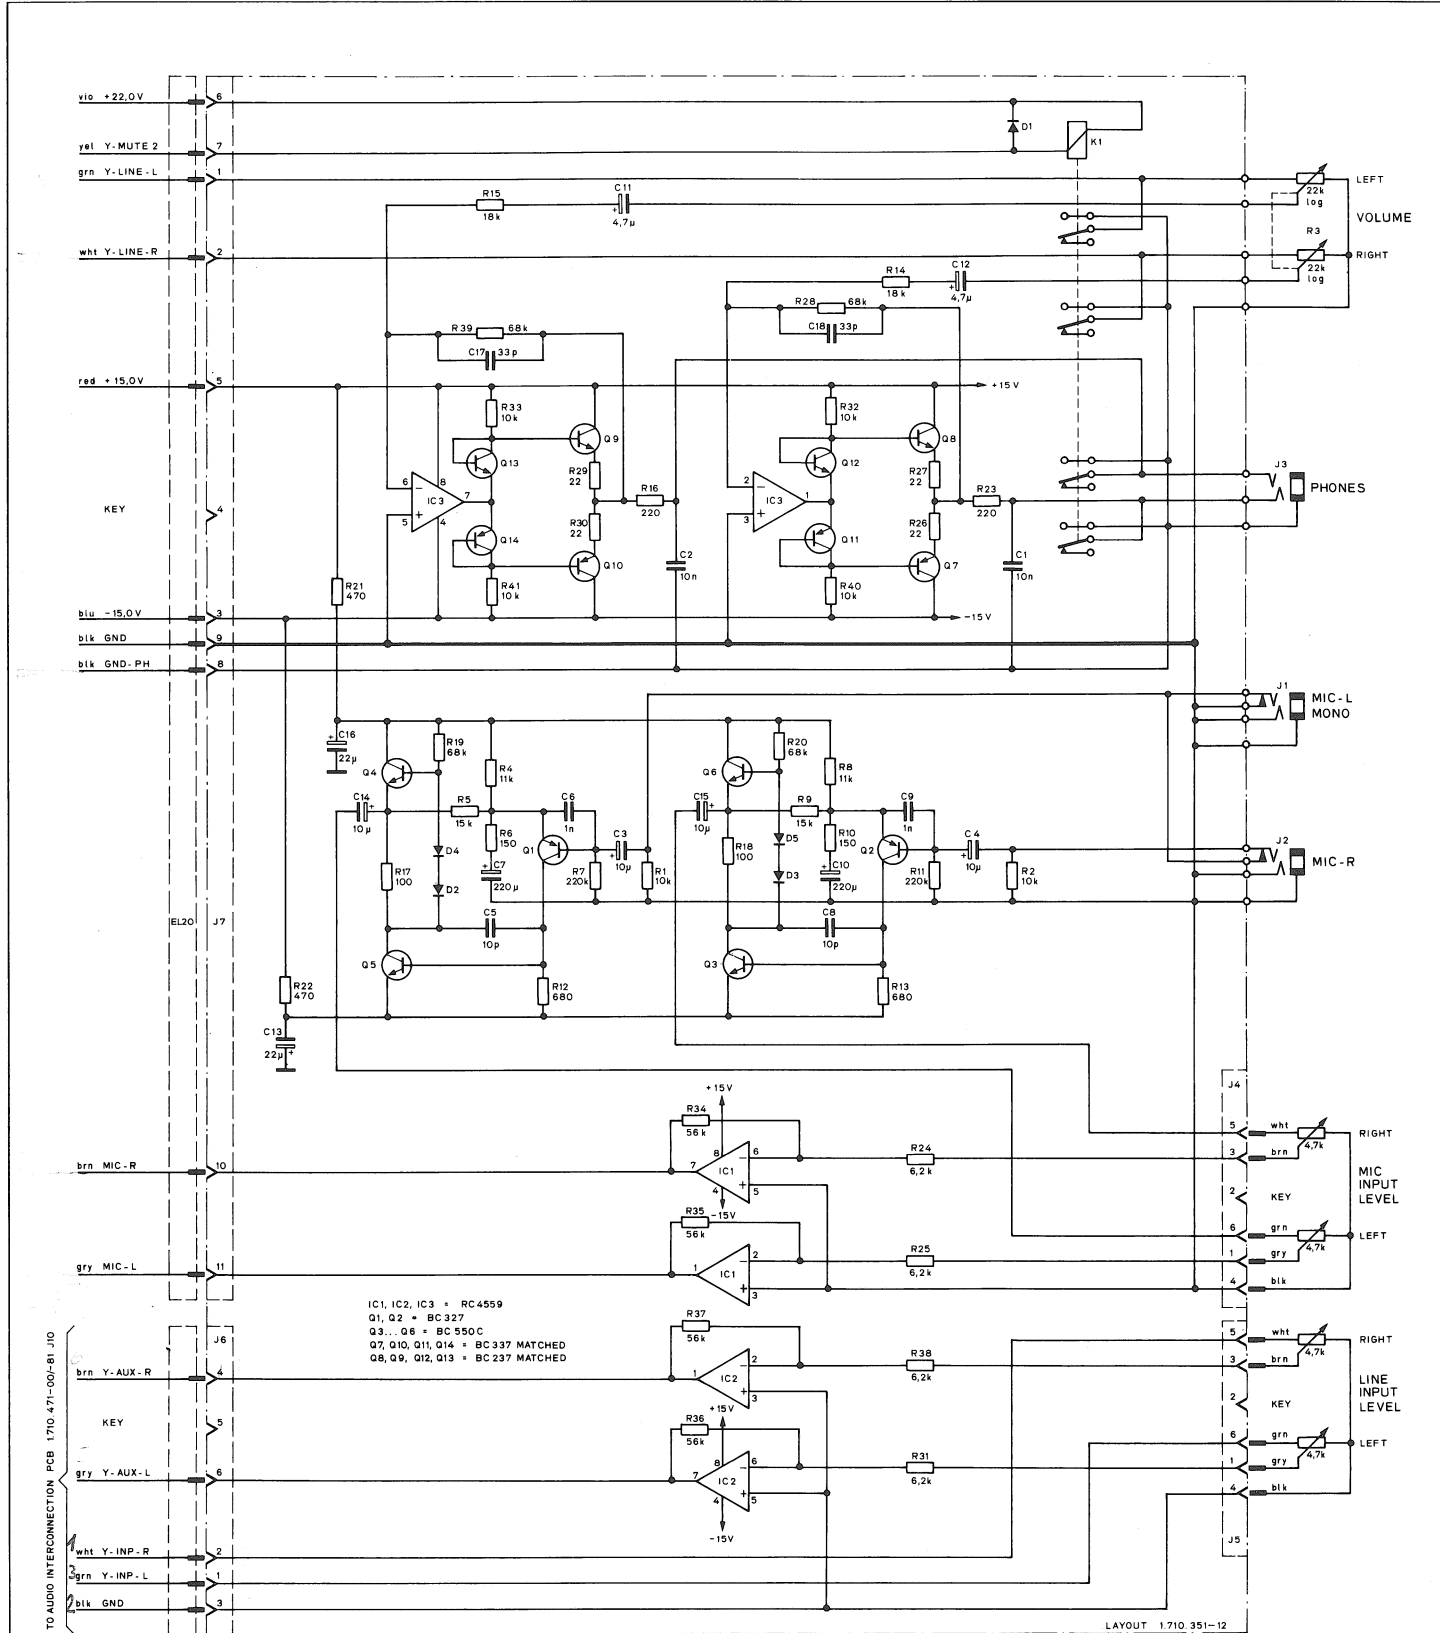 vio +22,0V
6
D1
K1
yel Y-MUTE 2
7
grn Y-LINE-L
1
R15
18k
C11
+
4,7µ
22k
log
LEFT
VOLUME
R3
wht Y-LINE-R
2
R14
18k
C12
+
4,7µ
22k
log
RIGHT
R28
68k
C18
33p
R39
68k
C17
33p
red +15,0V
5
+15V
R33
10k
Q9
Q13
R29
22
R32
10k
Q8
Q12
R27
22
J3
PHONES
6
-
8
IC3
7
5
+
4
R16
220
2
-
IC3
1
3
+
R23
220
KEY
4
R30
22
Q14
Q10
C2
10n
R26
22
Q11
Q7
C1
10n
R21
470
R41
10k
R40
10k
blu -15,0V
3
-15V
blk GND
9
blk GND-PH
8
J1
MIC-L
MONO
+
C16
22µ
R19
68k
Q4
R4
11k
R20
68k
Q6
R8
11k
C14
+
10µ
R5
15k
C6
1n
C15
+
10µ
R9
15k
C9
1n
R6
150
D4
Q1
C3
+
10µ
R18
100
D5
R10
150
Q2
C4
+
10µ
J2
MIC-R
R17
100
D2
+
C7
220µ
R7
220k
R1
10k
D3
+
C10
220µ
R11
220k
R2
10k
EL20
J7
C5
10p
C8
10p
Q5
Q3
R22
470
R12
680
R13
680
C13
22µ
+
J4
+15V
R34
56k
5
wht
4,7k
RIGHT
brn MIC-R
10
8
6
-
7
IC1
+
4
5
-15V
R24
6,2k
3
brn
MIC
INPUT
LEVEL
2
KEY
R35
56k
6
grn
4,7k
LEFT
gry MIC-L
11
2
-
1
IC1
+
3
R25
6,2k
1
gry
4
blk
IC1, IC2, IC3 = RC4559
Q1, Q2 = BC327
Q3...Q6 = BC550C
Q7, Q10, Q11, Q14 = BC337 MATCHED
Q8, Q9, Q12, Q13 = BC237 MATCHED
J6
R37
56k
5
wht
4,7k
RIGHT
brn Y-AUX-R
4
2
-
1
IC2
+
3
R38
6,2k
3
brn
LINE
INPUT
LEVEL
KEY
5
+15V
R36
56k
2
KEY
6
grn
4,7k
LEFT
gry Y-AUX-L
6
8
6
-
7
IC2
+
4
5
-15V
R31
6,2k
1
gry
4
blk
J5
1
wht Y-INP-R
2
3
grn Y-INP-L
1
2
blk GND
3
TO AUDIO INTERCONNECTION PCB 1.710.471-00/-81 J10
LAYOUT 1.710.351-12